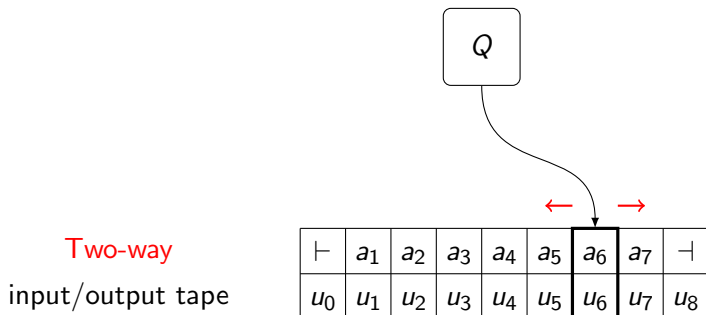 Q
← →
Two-way
⊢ a₁ a₂ a₃ a₄ a₅ a₆ a₇ ⊣
input/output tape
u₀ u₁ u₂ u₃ u₄ u₅ u₆ u₇ u₈